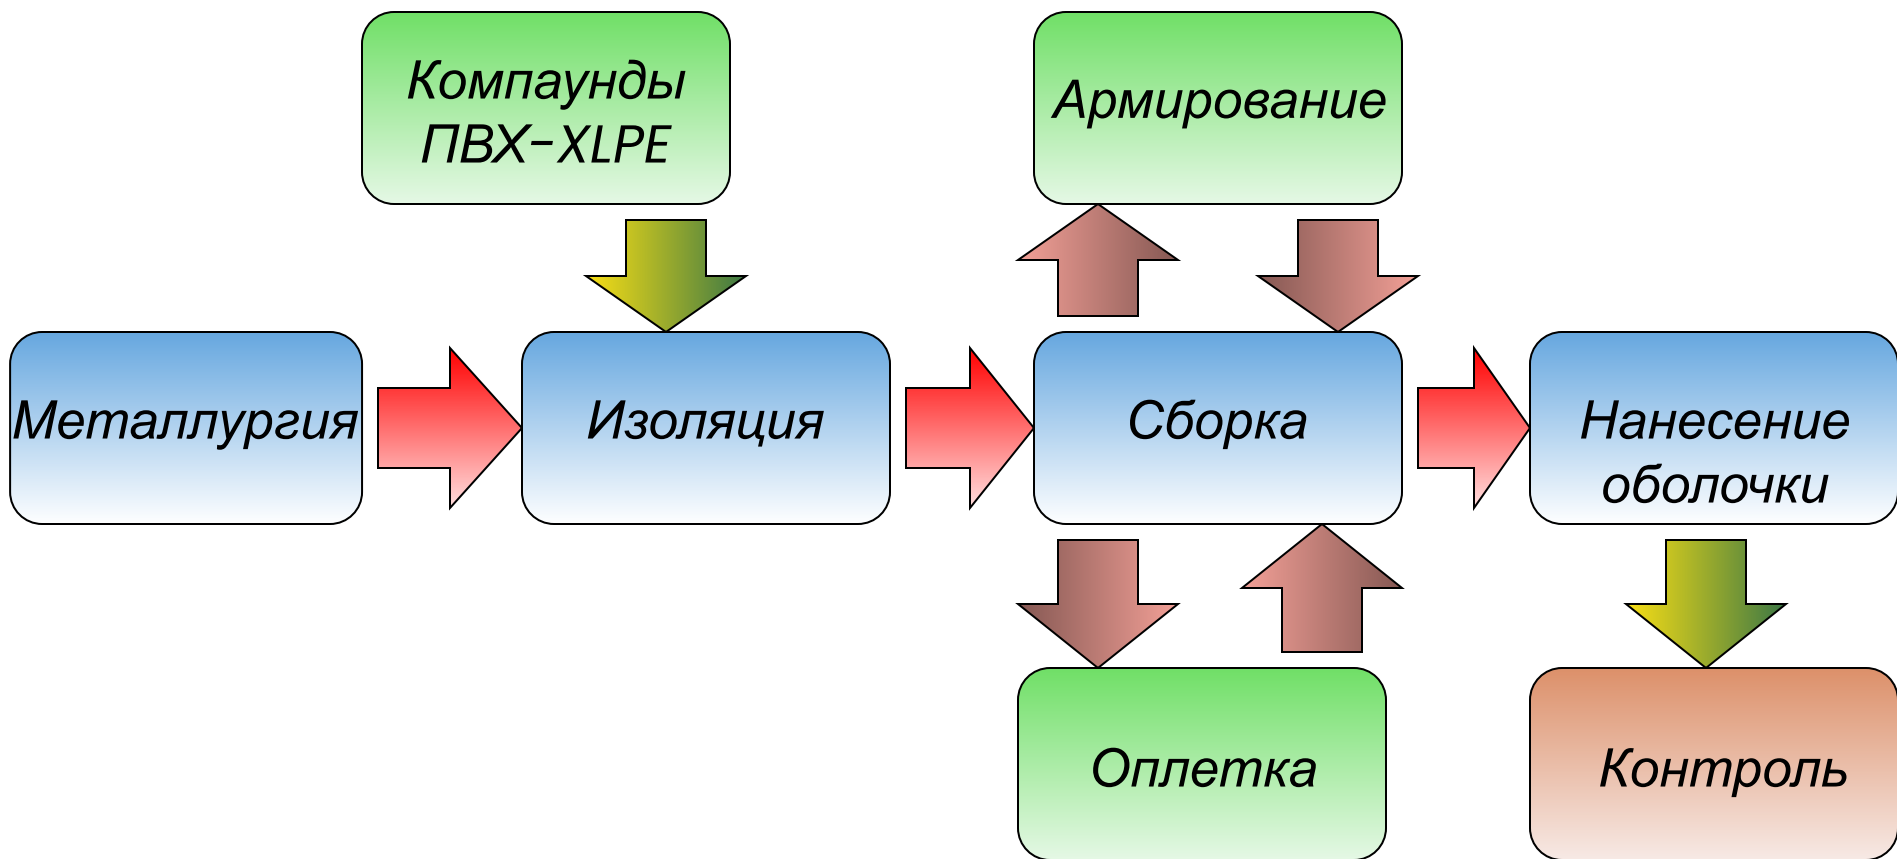 Компаунды
ПВХ-XLPE
Армирование
Металлургия
Изоляция
Сборка
Нанесение
оболочки
Оплетка
Контроль